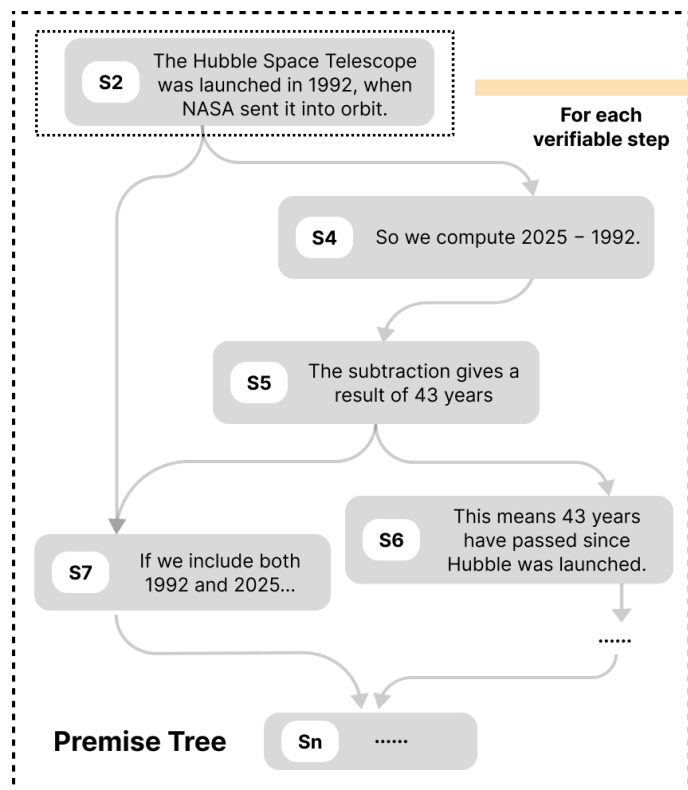 S2
The Hubble Space Telescope
was launched in 1992, when
NASA sent it into orbit.
For each
verifiable step
S4
So we compute 2025 − 1992.
S5
The subtraction gives a
result of 43 years
S6
This means 43 years
have passed since
Hubble was launched.
S7
If we include both
1992 and 2025...
......
Premise Tree
Sn
......